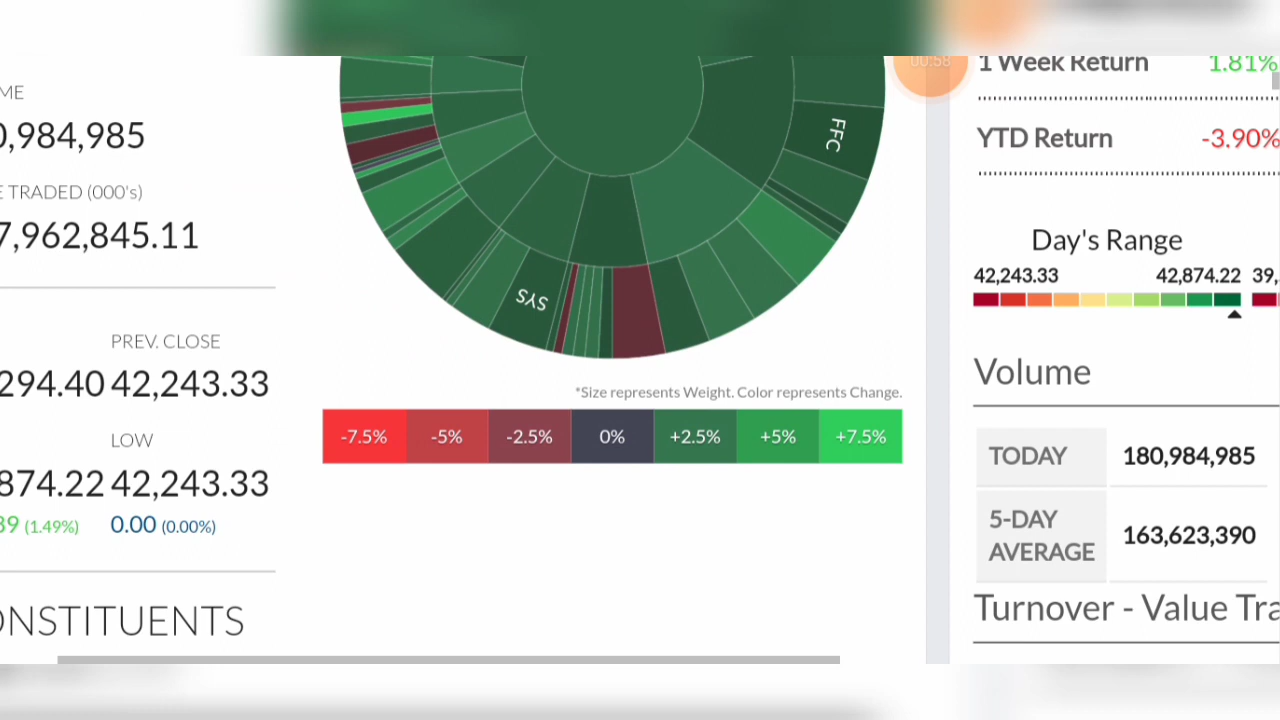 ME
0,984,985
E TRADED (000's)
7,962,845.11
PREV. CLOSE
294.40 42,243.33
LOW
874.22 42,243.33
39 (1.49%) 0.00 (0.00%)
ONSTITUENTS
FFC
SYS
*Size represents Weight. Color represents Change.
-7.5% -5% -2.5% 0% +2.5% +5% +7.5%
00:58
1 Week Return 1.81%
YTD Return -3.90%
Day's Range
42,243.33 42,874.22 39,
Volume
TODAY 180,984,985
5-DAY
AVERAGE 163,623,390
Turnover - Value Tra